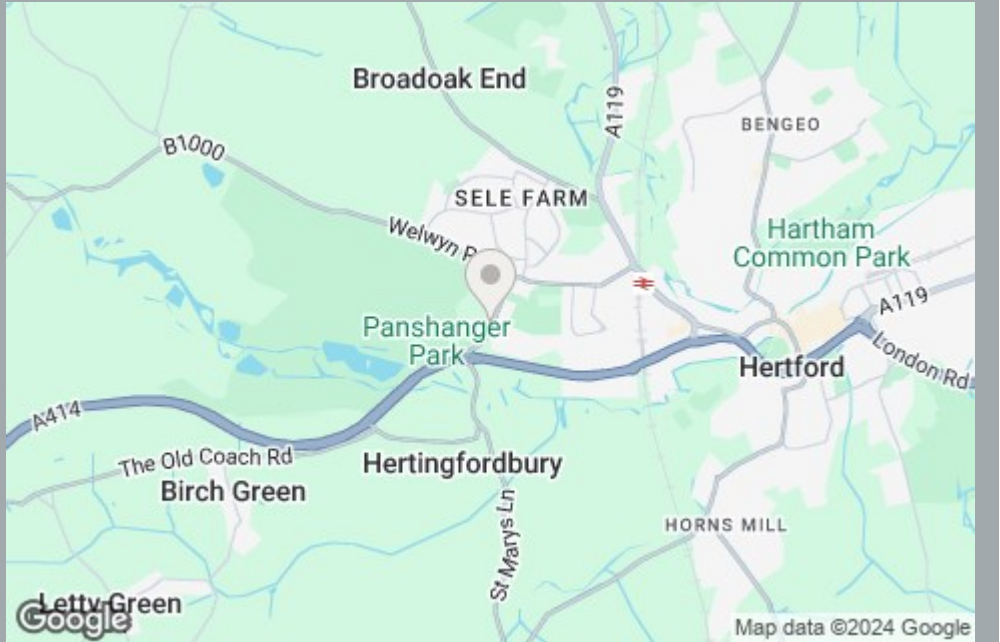 Broadoak End
A119
BENGEO
B1000
SELE FARM
Welwyn
Hartham
Common Park
A119
Panshanger
Park
London Rd
Hertford
A414
The Old Coach Rd
Hertingfordbury
Birch Green
St Marys Ln
HORNS MILL
Letty Green
Google
Map data ©2024 Google